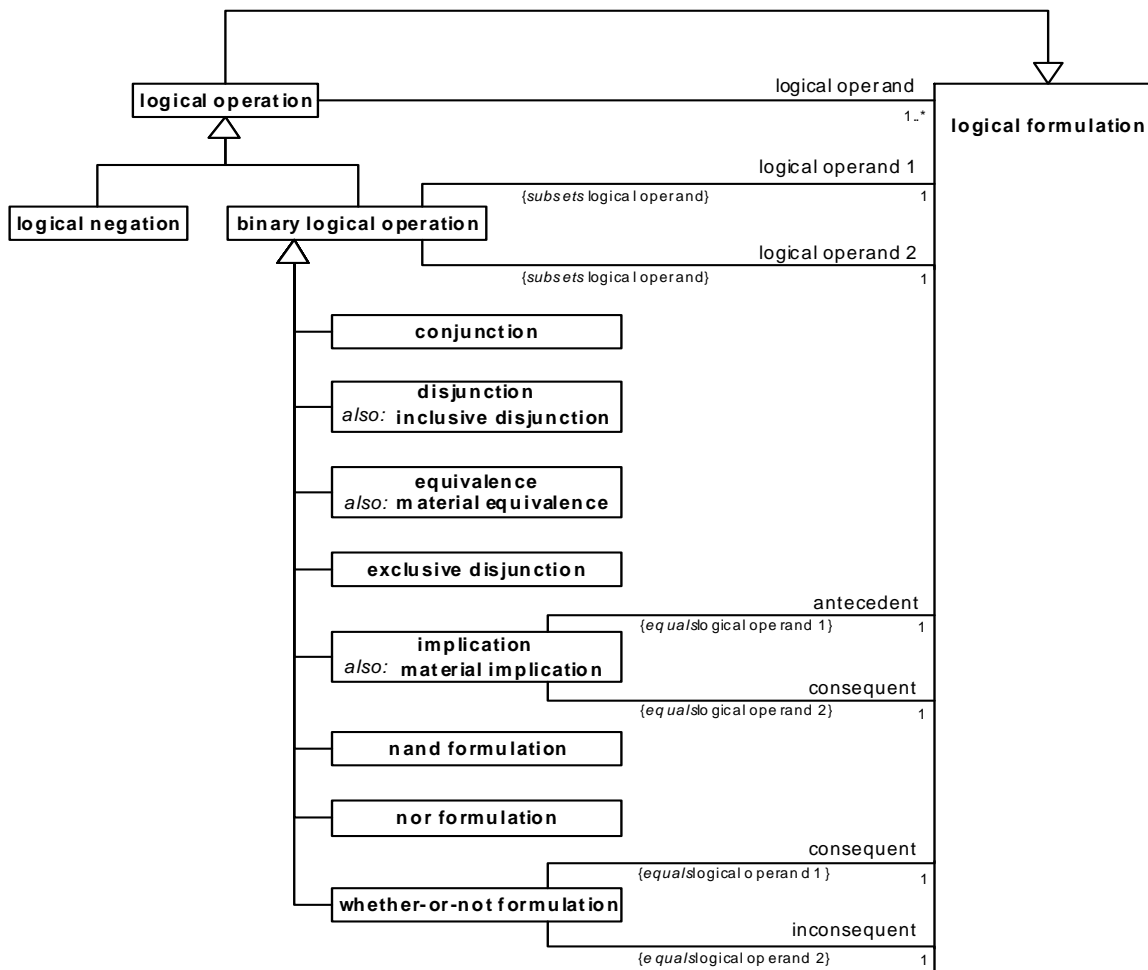 logical operation
logical operand
1..*
logical formulation
logical negation
binary logical operation
logical operand 1
{subsets logical operand}
1
logical operand 2
{subsets logical operand}
1
conjunction
disjunction
also: inclusive disjunction
equivalence
also: material equivalence
exclusive disjunction
implication
also: material implication
antecedent
{equals logical operand 1}
1
consequent
{equals logical operand 2}
1
nand formulation
nor formulation
whether-or-not formulation
consequent
{equals logical operand 1}
1
inconsequent
{equals logical operand 2}
1